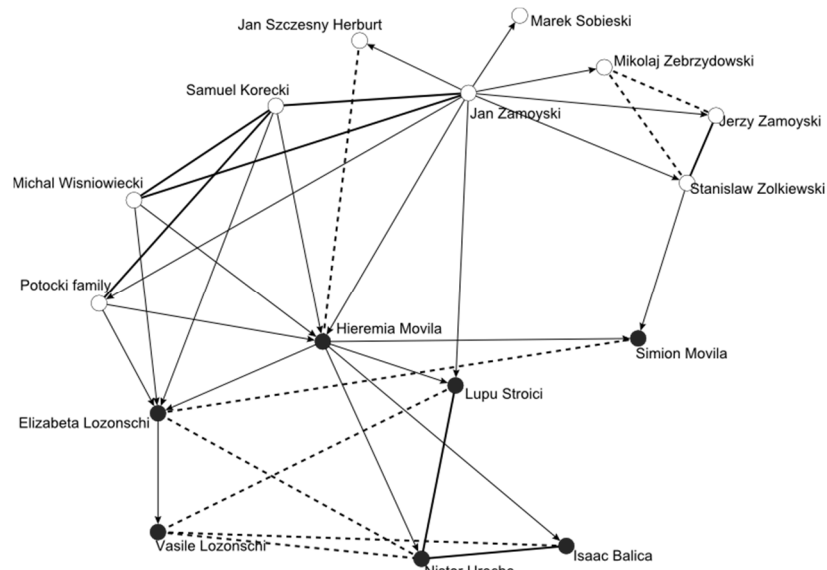 Marek Sobieski
Jan Szczesny Herburt
Mikolaj Zebrzydowski
Samuel Korecki
Jan Zamoyski
Jerzy Zamoyski
Michal Wisniowiecki
Stanislaw Zolkiewski
Potocki family
Hieremia Movila
Simion Movila
Lupu Stroici
Elizabeta Lozonschi
Vasile Lozonschi
Isaac Balica